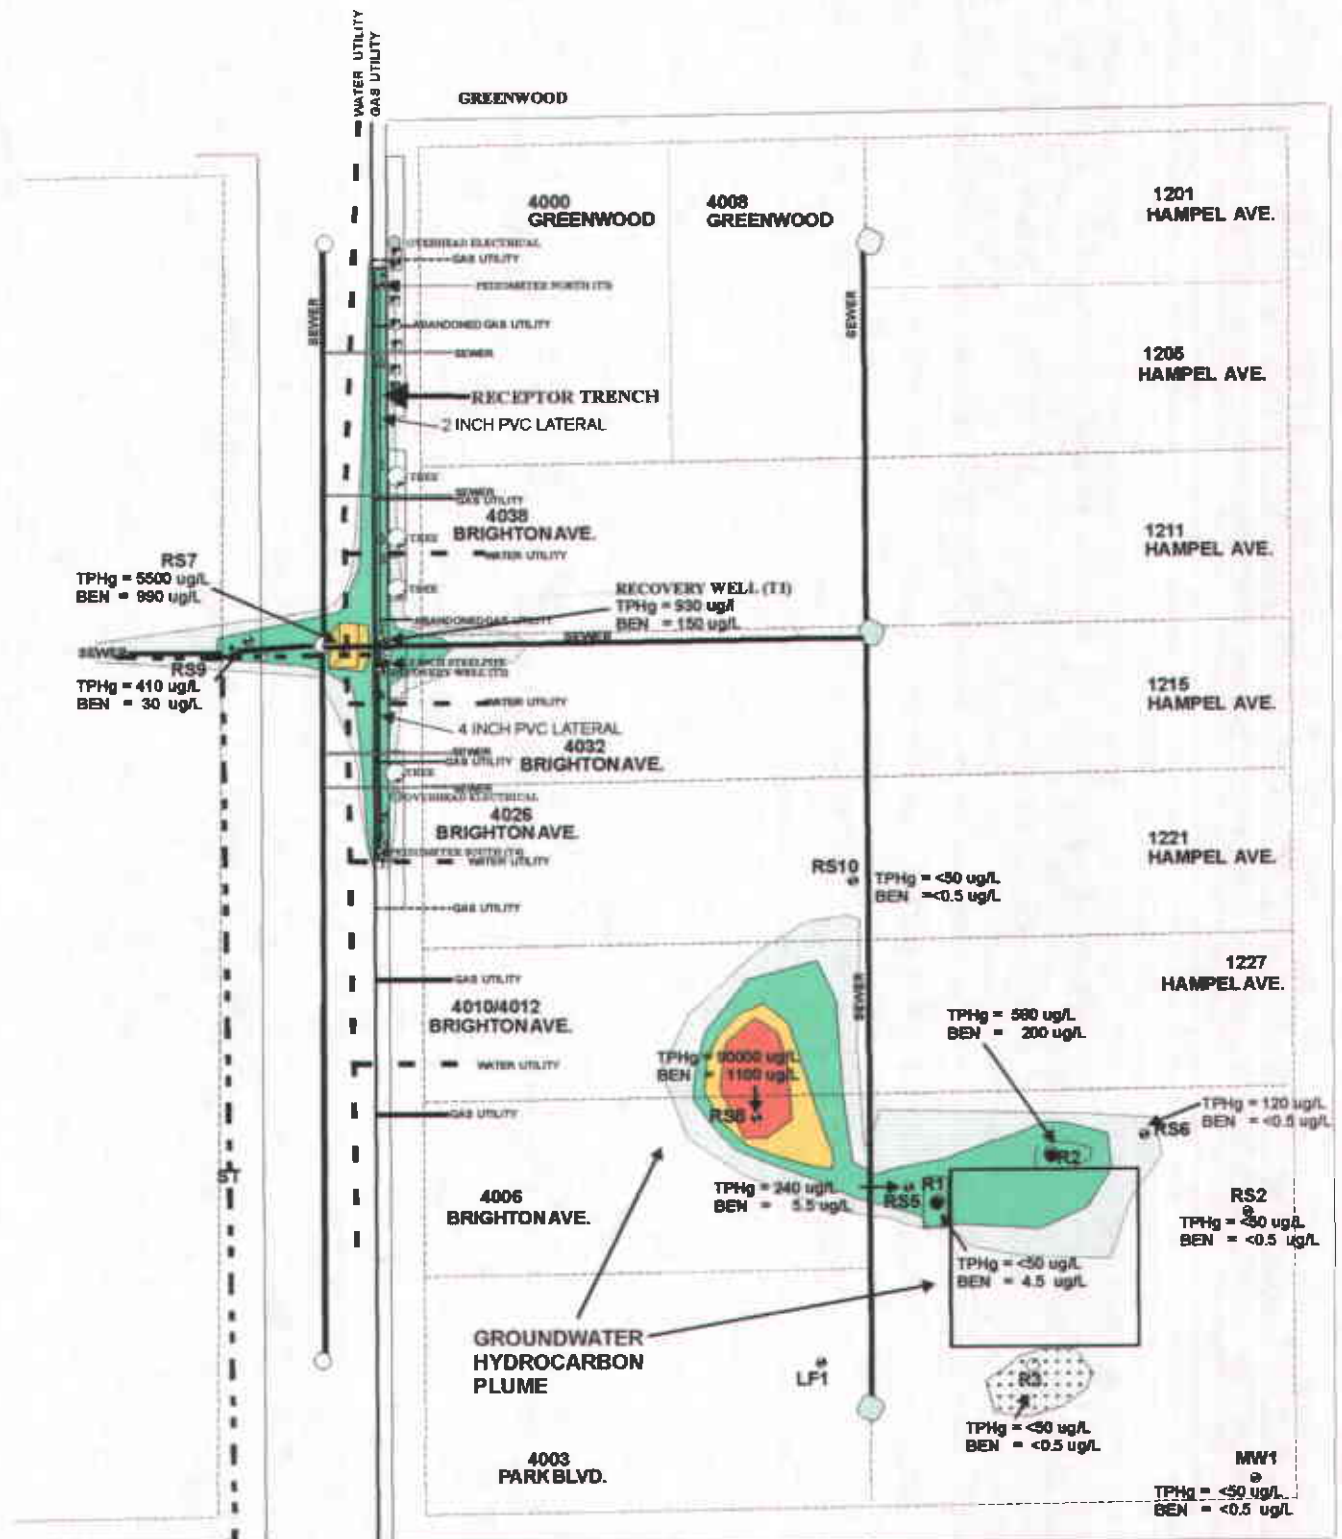 WATER UTILITY
GAS UTILITY
GREENWOOD
4000
GREENWOOD
4008
GREENWOOD
1201
HAMPEL AVE.
OVERHEAD ELECTRICAL
GAS UTILITY
SEWER
SEWER
ABANDONED GAS UTILITY
SEWER
1205
HAMPEL AVE.
RECEPTOR TRENCH
2 INCH PVC LATERAL
TREE
SEWER
GAS UTILITY
4038
BRIGHTON AVE.
TREE
WATER UTILITY
1211
HAMPEL AVE.
RS7
TPHg = 5500 ug/L
BEN = 990 ug/L
TREE
RECOVERY WELL (T1)
TPHg = 930 ug/l
BEN = 150 ug/L
ABANDONED GAS UTILITY
SEWER
SEWER
RS9
TPHg = 410 ug/L
BEN = 30 ug/L
WATER UTILITY
1215
HAMPEL AVE.
4 INCH PVC LATERAL
4032
BRIGHTON AVE.
SEWER
GAS UTILITY
TREE
SEWER
OVERHEAD ELECTRICAL
4026
BRIGHTON AVE.
WATER UTILITY
1221
HAMPEL AVE.
RS10
TPHg = <50 ug/L
BEN =<0.5 ug/L
GAS UTILITY
1227
HAMPEL AVE.
GAS UTILITY
SEWER
4010/4012
BRIGHTON AVE.
TPHg = 580 ug/L
BEN = 200 ug/L
WATER UTILITY
TPHg = 90000 ug/L
BEN = 1100 ug/L
GAS UTILITY
TPHg = 120 ug/L
BEN = <0.5 ug/L
RS6
R2
ST
4006
BRIGHTON AVE.
TPHg = 240 ug/L
BEN = 5.5 ug/L
RS5
R1
RS2
TPHg = <50 ug/L
BEN = <0.5 ug/L
TPHg = <50 ug/L
BEN = 4.5 ug/L
GROUNDWATER
HYDROCARBON
PLUME
LF1
R3
TPHg = <50 ug/L
BEN = <0.5 ug/L
4003
PARK BLVD.
MW1
TPHg = <50 ug/L
BEN = <0.5 ug/L